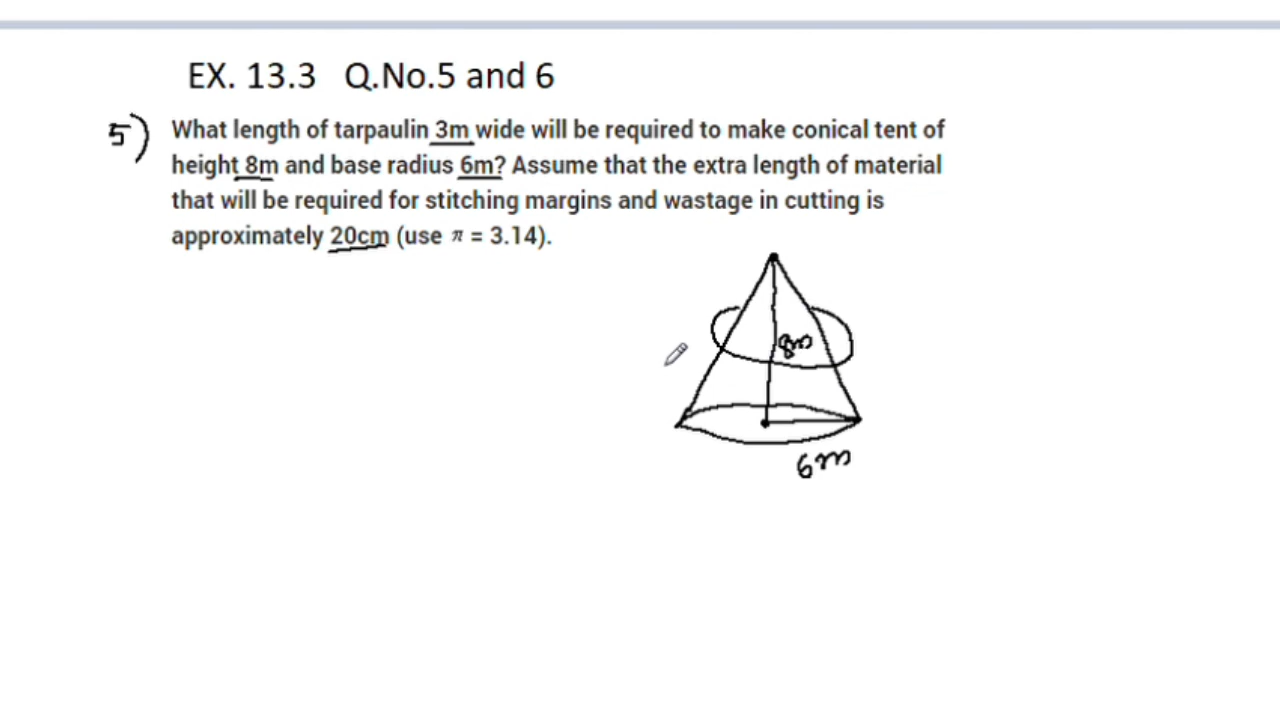 EX. 13.3 Q.No.5 and 6
5) What length of tarpaulin 3m wide will be required to make conical tent of
height 8m and base radius 6m? Assume that the extra length of material
that will be required for stitching margins and wastage in cutting is
approximately 20cm (use π = 3.14).
8m
6m